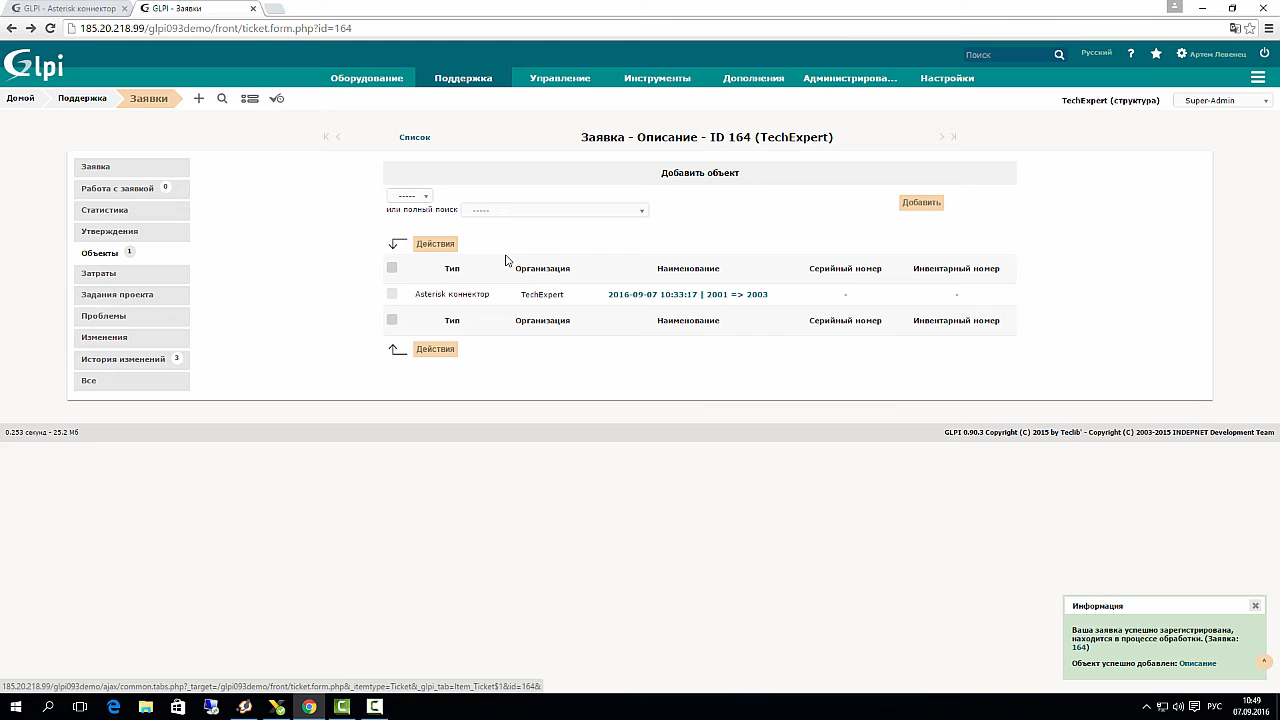 GLPI - Asterisk коннектор
GLPI - Заявки
185.20.218.99/glpi093demo/front/ticket.form.php?id=164
Glpi
Поиск
Русский
?
Артем Левенец
Оборудование
Поддержка
Управление
Инструменты
Дополнения
Администрирова...
Настройки
Домой
Поддержка
Заявки
TechExpert (структура)
Super-Admin
Список
Заявка - Описание - ID 164 (TechExpert)
Заявка
Работа с заявкой 0
Статистика
Утверждения
Объекты 1
Затраты
Задания проекта
Проблемы
Изменения
История изменений 3
Все
Добавить объект
-----
или полный поиск -----
Добавить
Действия
Тип Организация Наименование Серийный номер Инвентарный номер
Asterisk коннектор TechExpert 2016-09-07 10:33:17 | 2001 => 2003 - -
Тип Организация Наименование Серийный номер Инвентарный номер
Действия
0.253 секунд - 25.2 Мб
GLPI 0.90.3 Copyright (C) 2015 by Teclib' - Copyright (C) 2003-2015 INDEPNET Development Team
Информация
Ваша заявка успешно зарегистрирована,
находится в процессе обработки. (Заявка:
164)
Объект успешно добавлен: Описание
185.20.218.99/glpi093demo/ajax/common.tabs.php?_target=/glpi093demo/front/ticket.form.php&_itemtype=Ticket&_glpi_tab=Item_Ticket$1&id=164&
РУС
10:49
07.09.2016